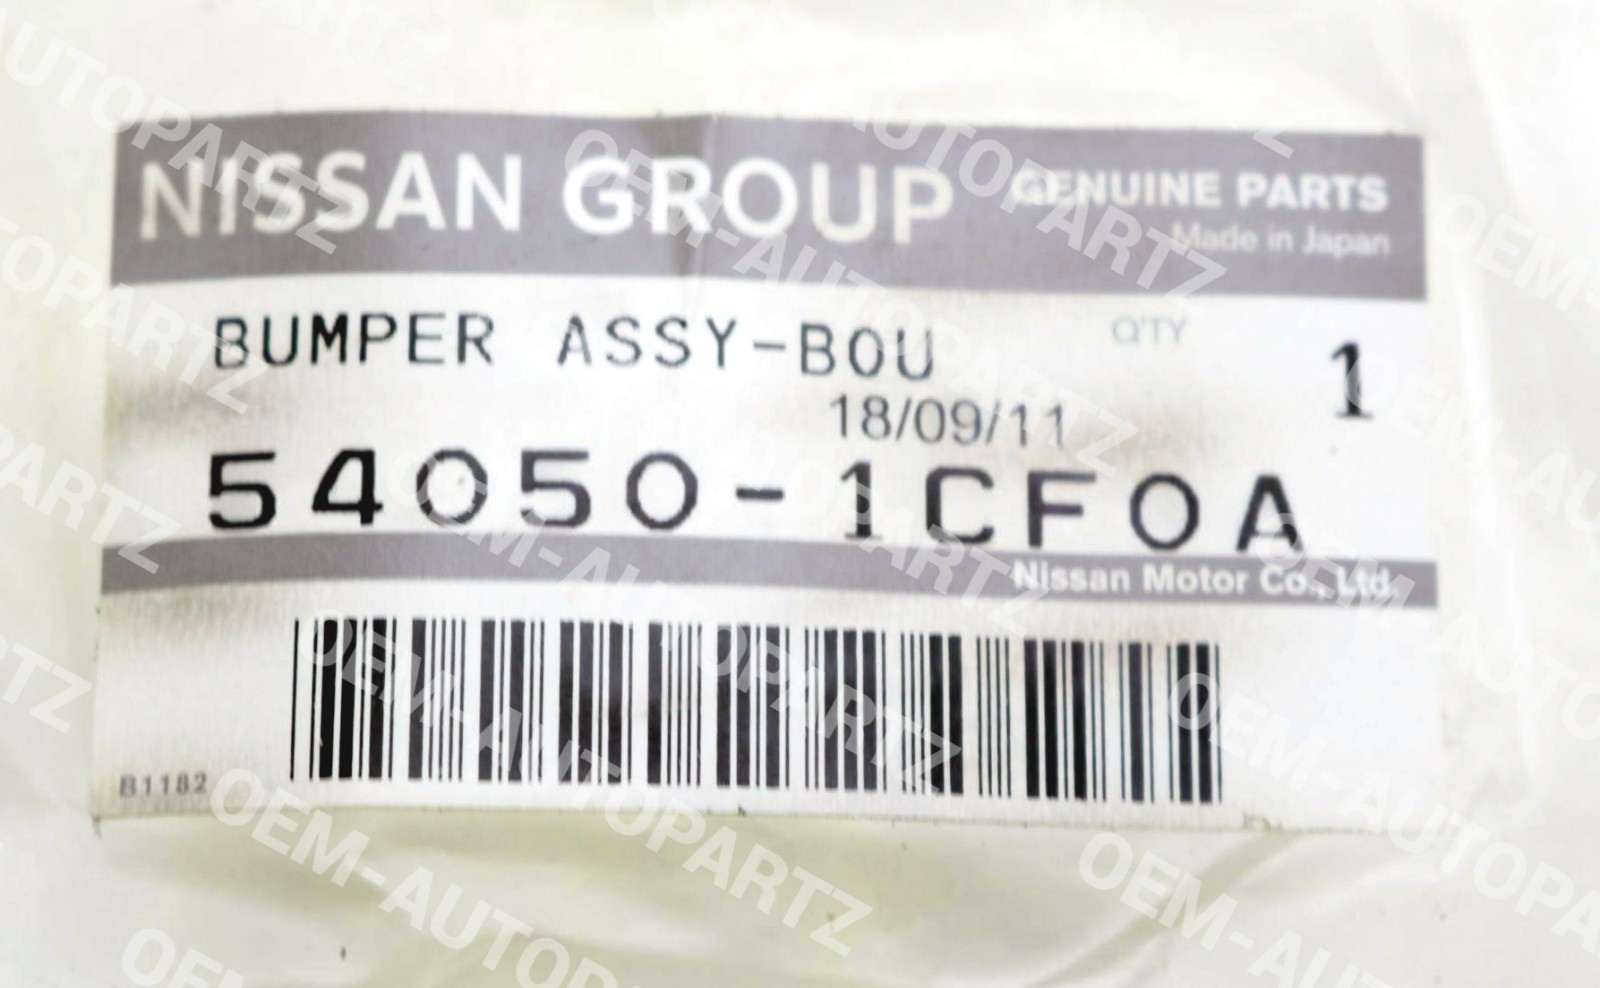 NISSAN GROUP GENUINE PARTS
Made in Japan
BUMPER ASSY-BOU Q'TY 1
18/09/11
54050-1CF0A
Nissan Motor Co., Ltd.
B1182
OEM-AUTOPARTZ